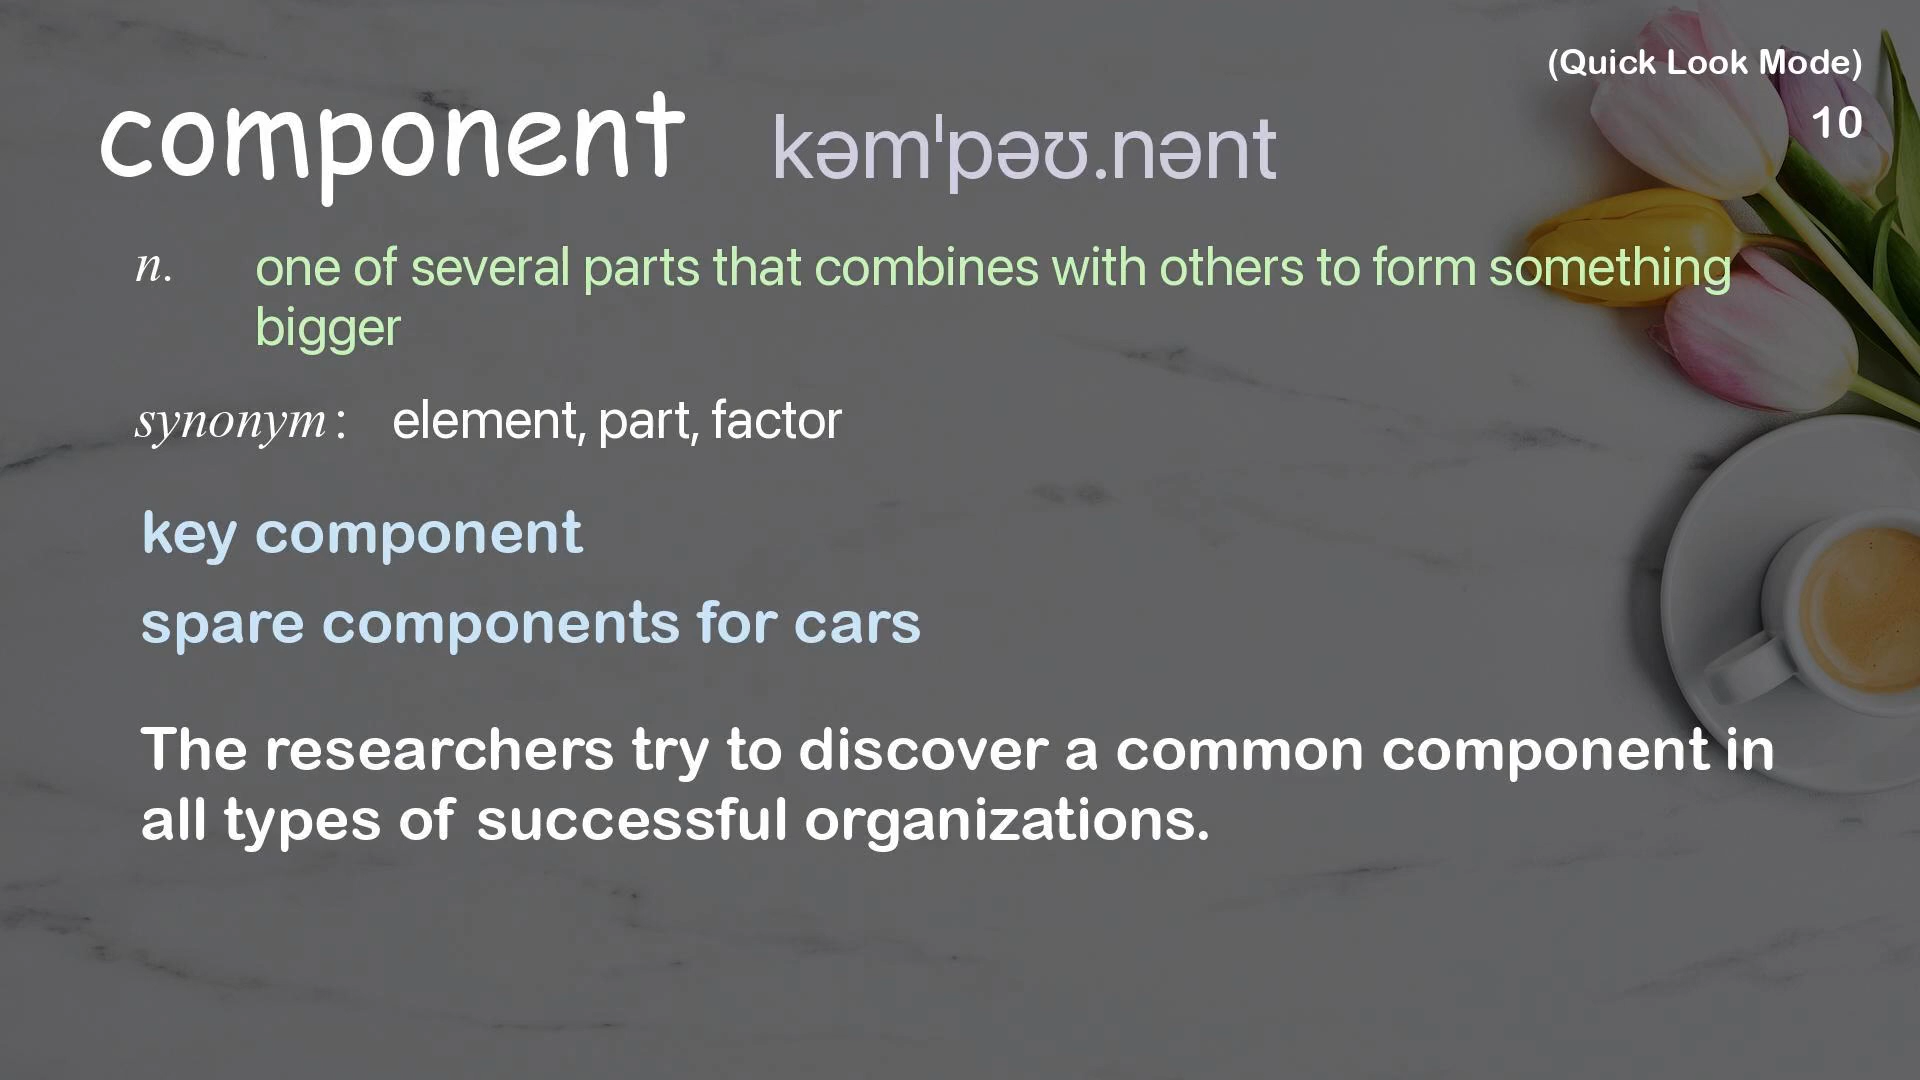 (Quick Look Mode)
10
component kəmˈpəʊ.nənt
n. one of several parts that combines with others to form something
bigger
synonym: element, part, factor
key component
spare components for cars
The researchers try to discover a common component in
all types of successful organizations.